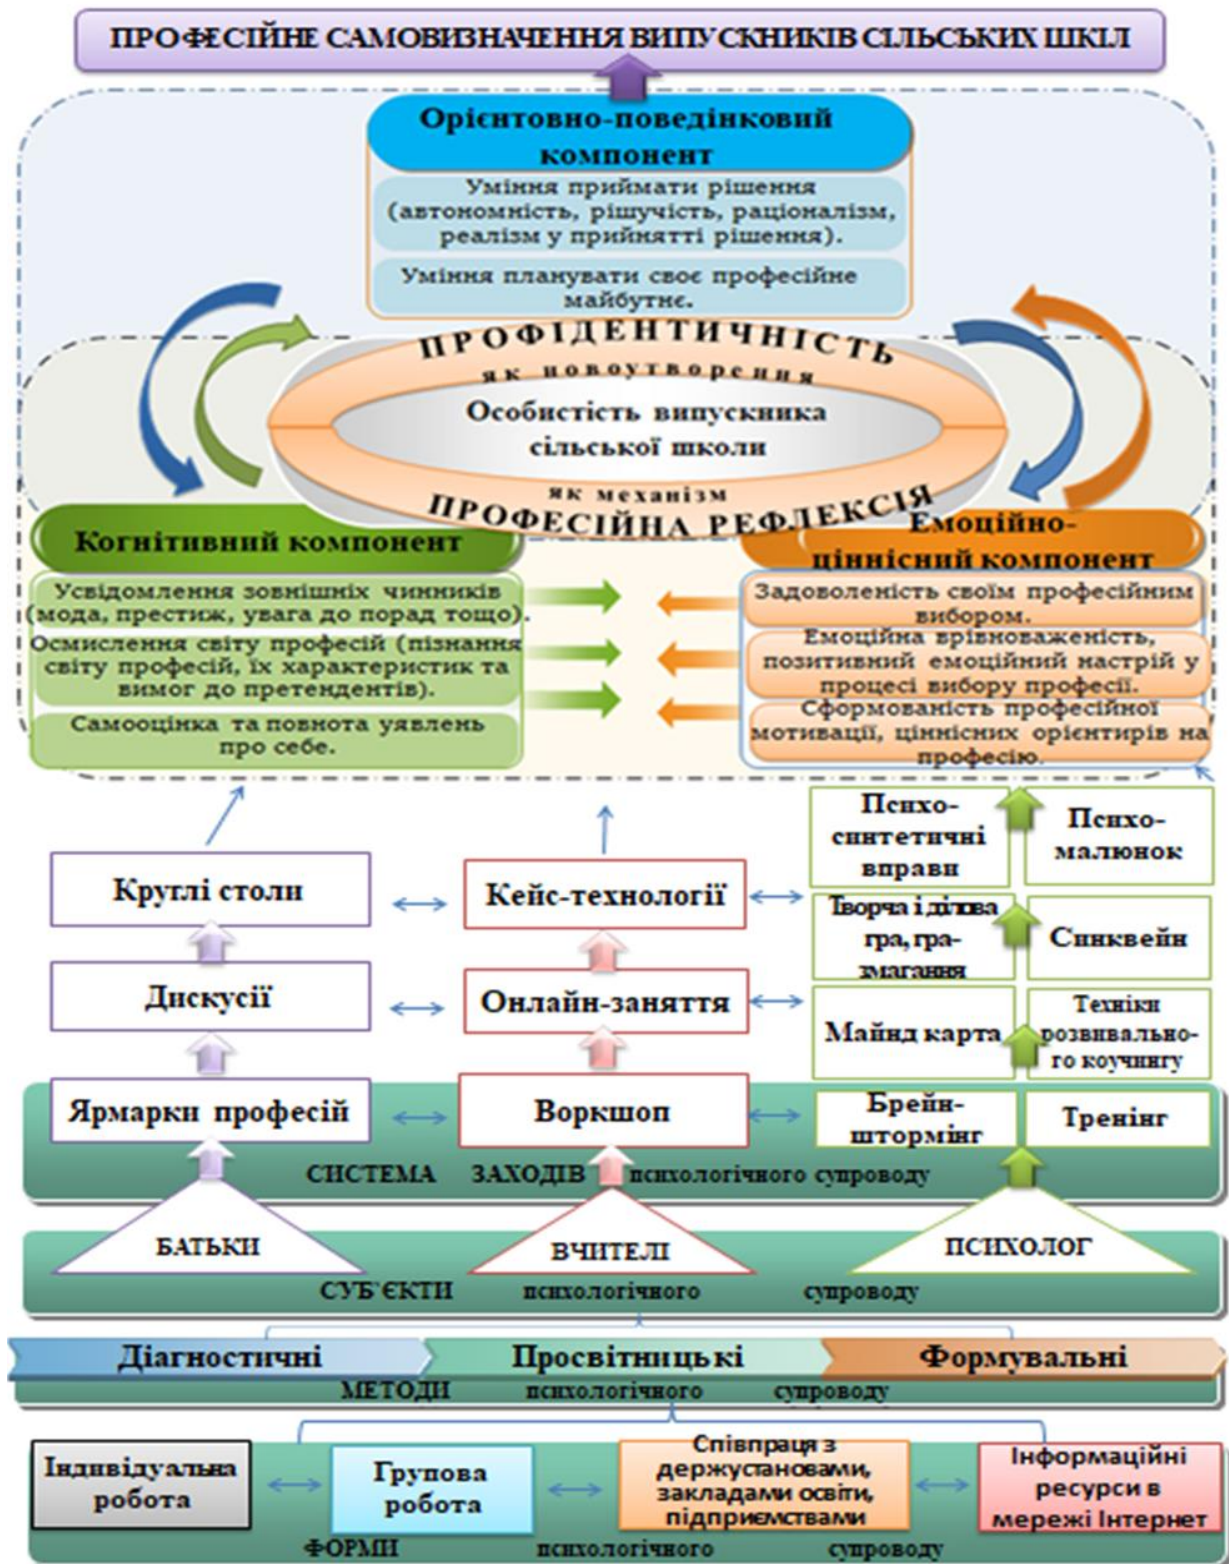 ПРОФЕСІЙНЕ САМОВИЗНАЧЕННЯ ВИПУСКНИКІВ СІЛЬСЬКИХ ШКІЛ
Орієнтовно-поведінковий
компонент
Уміння приймати рішення
(автономність, рішучість, раціоналізм,
реалізм у прийнятті рішення).
Уміння планувати своє професійне
майбутнє.
ПРОФІДЕНТИЧНІСТЬ
як новоутворення
Особистість випускника
сільської школи
як механізм
ПРОФЕСІЙНА РЕФЛЕКСІЯ
Когнітивний компонент
Усвідомлення зовнішніх чинників
(мода, престиж, увага до порад тощо).
Осмислення світу професій (пізнання
світу професій, їх характеристик та
вимог до претендентів).
Самооцінка та повнота уявлень
про себе.
Емоційно-
ціннісний компонент
Задоволеність своїм професійним
вибором.
Емоційна врівноваженість,
позитивний емоційний настрій у
процесі вибору професії.
Сформованість професійної
мотивації, ціннісних орієнтирів на
професію.
Круглі столи
Кейс-технології
Психо-
синтетичні
вправи
Психо-
малюнок
Творча і ділова
гра, гра-
змагання
Синквейн
Дискусії
Онлайн-заняття
Майнд карта
Техніки
розвивально-
го коучингу
Ярмарки професій
Воркшоп
Брейн-
штормінг
Тренінг
СИСТЕМА ЗАХОДІВ психологічного супроводу
БАТЬКИ
ВЧИТЕЛІ
ПСИХОЛОГ
СУБ'ЄКТИ психологічного супроводу
Діагностичні
Просвітницькі
Формувальні
МЕТОДИ психологічного супроводу
Індивідуальна
робота
Групова
робота
Співпраця з
держустановами,
закладами освіти,
підприємствами
Інформаційні
ресурси в
мережі Інтернет
ФОРМИ психологічного супроводу